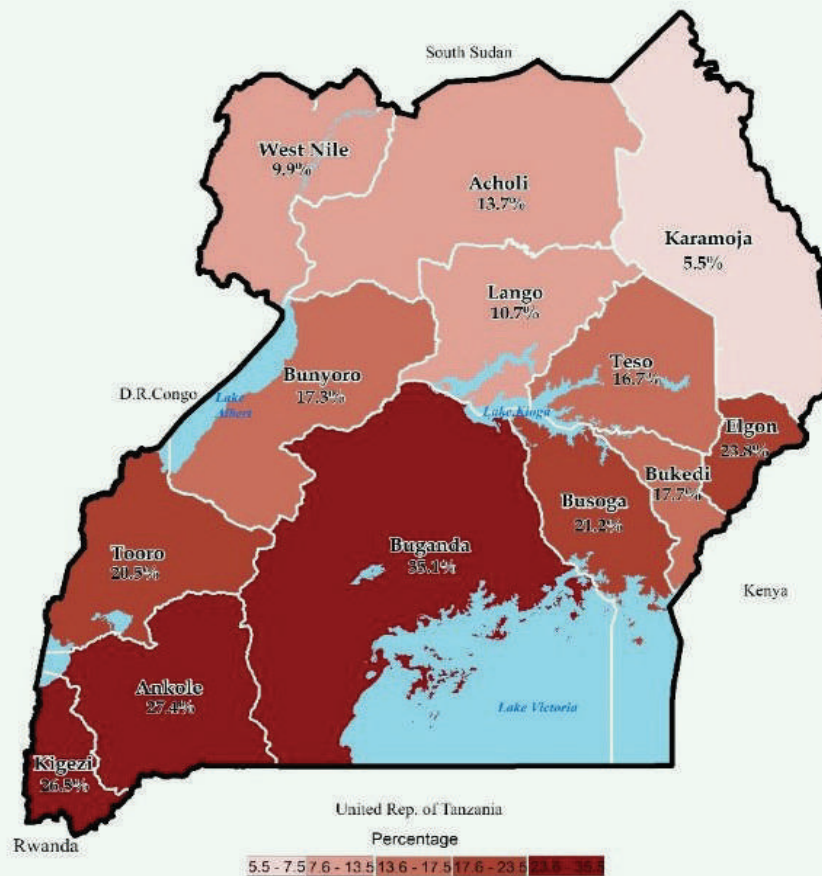 South Sudan
West Nile
9.9%
Acholi
13.7%
Karamoja
5.5%
Lango
10.7%
Teso
16.7%
Bunyoro
17.3%
D.R.Congo
Lake
Albert
Lake Kioga
Elgon
23.8%
Bukedi
17.7%
Busoga
21.2%
Buganda
35.1%
Tooro
20.5%
Kenya
Ankole
27.4%
Lake Victoria
Kigezi
26.5%
United Rep. of Tanzania
Rwanda
Percentage
5.5 - 7.5 7.6 - 13.5 13.6 - 17.5 17.6 - 23.5